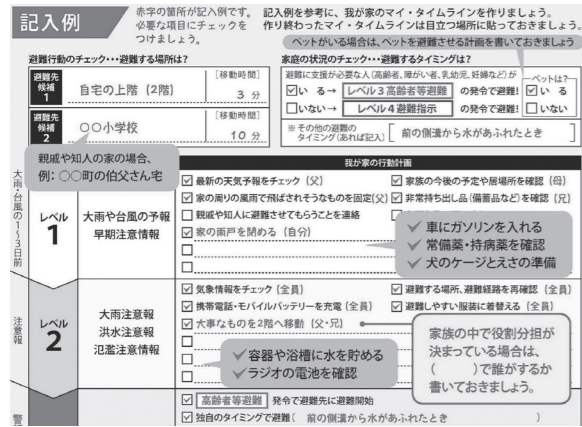 記入例
赤字の箇所が記入例です。
必要な項目にチェックを
つけましょう。
記入例を参考に、我が家のマイ・タイムラインを作りましょう。
作り終わったマイ・タイムラインは目立つ場所に貼っておきましょう。
ペットがいる場合は、ペットを避難させる計画を書いておきましょう
避難行動のチェック・・・避難する場所は?
避難先候補1
自宅の上階(2階)
[移動時間]
3 分
避難先候補2
○○小学校
[移動時間]
10 分
親戚や知人の家の場合、
例:○○町の伯父さん宅
家庭の状況のチェック・・・避難するタイミングは?
避難に支援が必要な人(高齢者、障がい者、乳幼児、妊婦など)が
☑い る→ レベル3高齢者等避難 の発令で避難!
□いない→ レベル4避難指示 の発令で避難!
ペットは?
☑い る
□いない
※その他の避難の
タイミング(あれば記入)
[ 前の側溝から水があふれたとき
我が家の行動計画
大雨・台風の1~3日前
レベル
1
大雨や台風の予報
早期注意情報
☑ 最新の天気予報をチェック(父)
☑ 家族の今後の予定や居場所を確認(母)
☑ 家の周りの風雨で飛ばされそうなものを固定(父)
☑ 非常持ち出し品(備蓄品など)を確認(兄)
□ 親戚や知人に避難させてもらうことを連絡
☑ 家の雨戸を閉める(自分)
✓ 車にガソリンを入れる
✓ 常備薬・持病薬を確認
✓ 犬のケージとえさの準備
注意報
レベル
2
大雨注意報
洪水注意報
氾濫注意情報
☑ 気象情報をチェック(全員)
☑ 避難する場所、避難経路を再確認(全員)
☑ 携帯電話・モバイルバッテリーを充電(全員)
☑ 避難しやすい服装に着替える(全員)
☑ 大事なものを2階へ移動(父・兄)
✓ 容器や浴槽に水を貯める
✓ ラジオの電池を確認
家族の中で役割分担が
決まっている場合は、
(  )で誰がするか
書いておきましょう。
警
☑ 高齢者等避難 発令で避難先に避難開始
☑ 独自のタイミングで避難( 前の側溝から水があふれたとき )